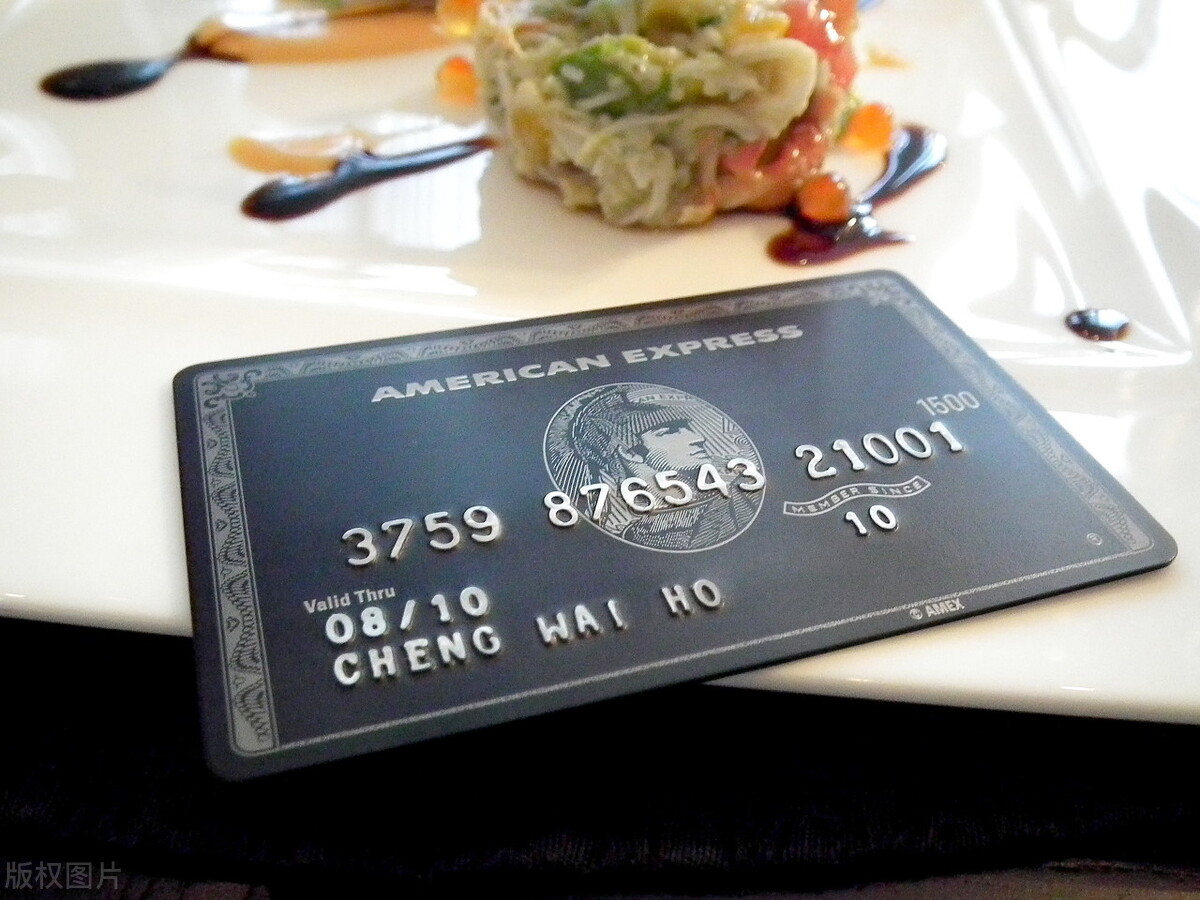 AMERICAN EXPRESS
1500
3759 876543 21001
MEMBER SINCE
10
Valid Thru
08/10
CHENG WAI HO
© AMEX
®
版权图片